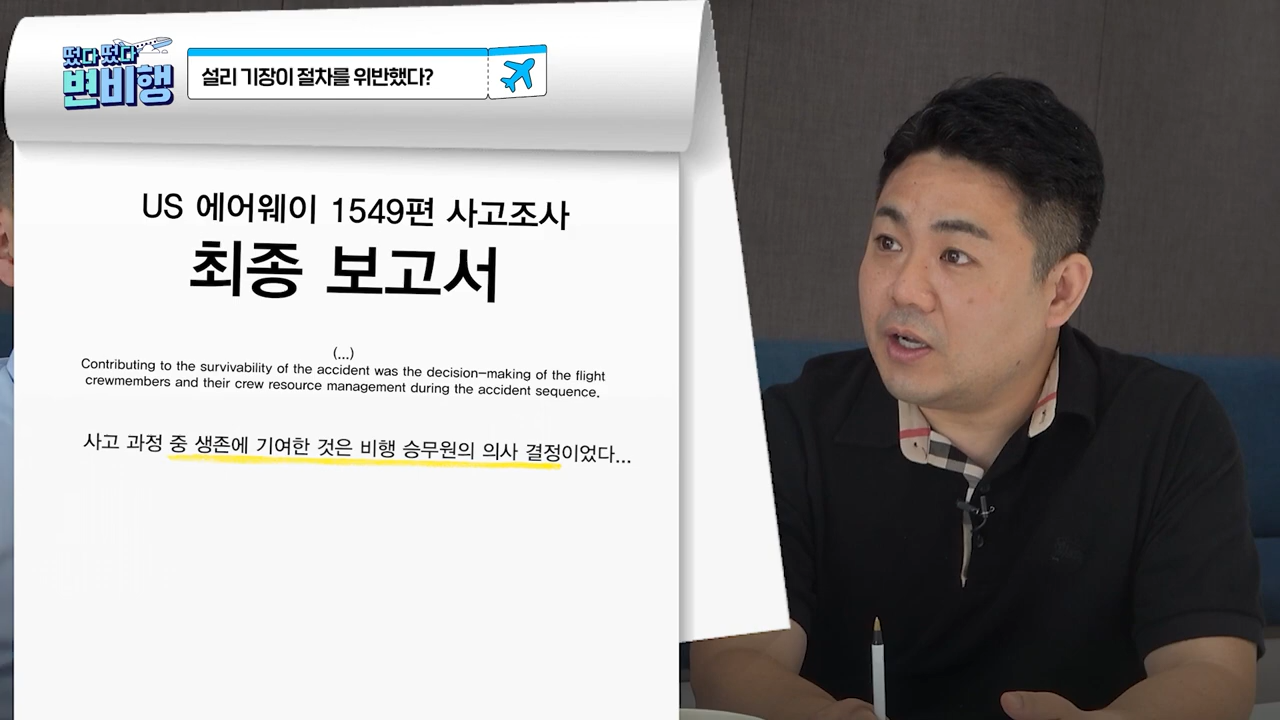 떴다 떴다
변비행
설리 기장이 절차를 위반했다?
US 에어웨이 1549편 사고조사
최종 보고서
(...)
Contributing to the survivability of the accident was the decision-making of the flight
crewmembers and their crew resource management during the accident sequence.
사고 과정 중 생존에 기여한 것은 비행 승무원의 의사 결정이었다...